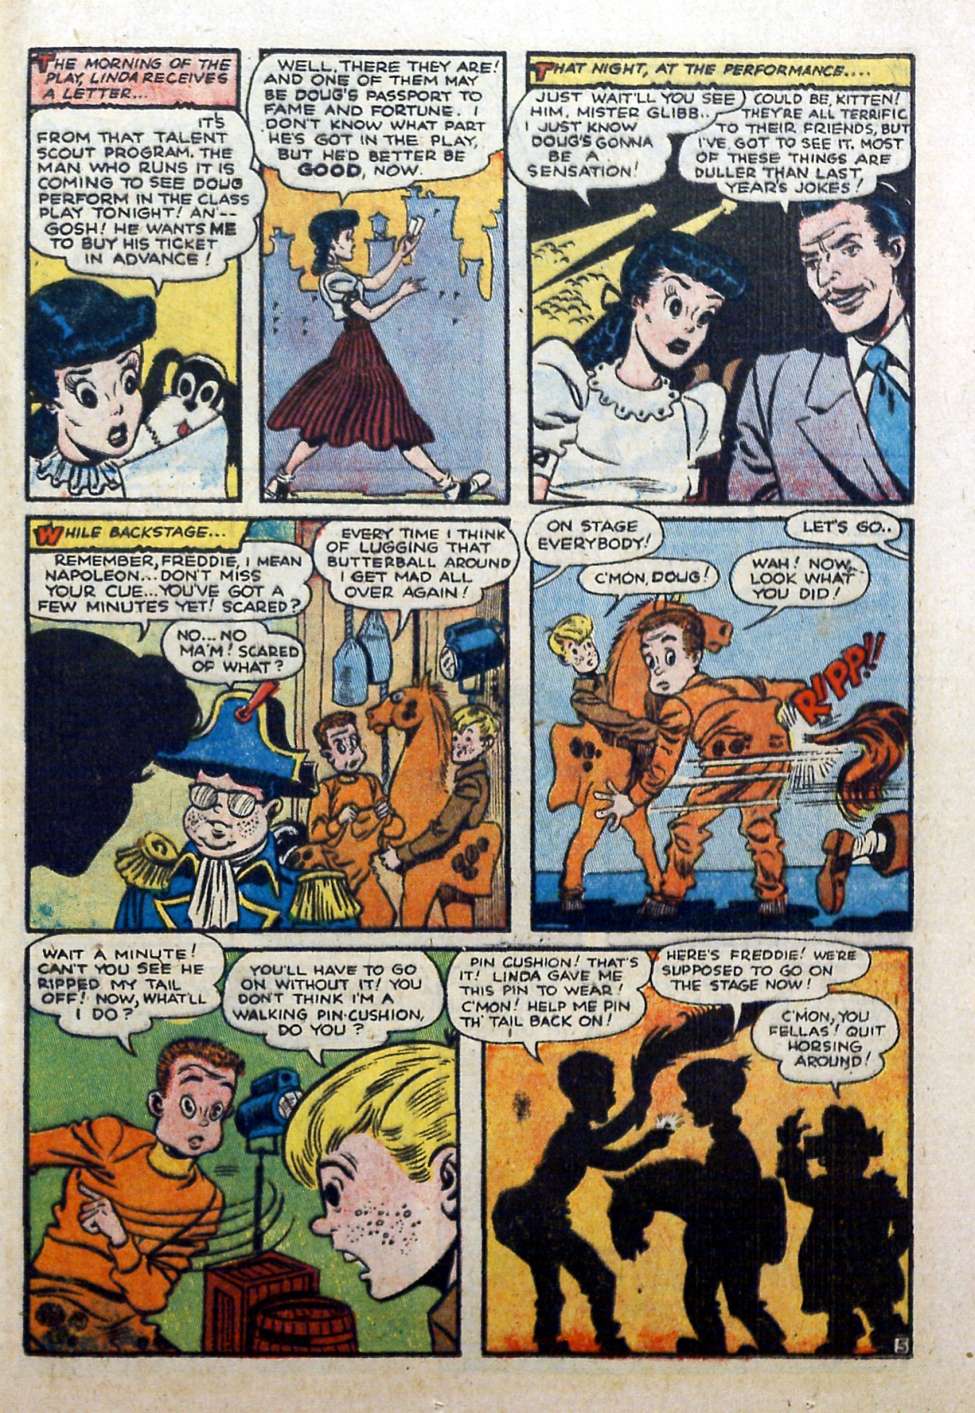 THE MORNING OF THE
PLAY, LINDA RECEIVES
A LETTER...
IT'S
FROM THAT TALENT
SCOUT PROGRAM. THE
MAN WHO RUNS IT IS
COMING TO SEE DOUG
PERFORM IN THE CLASS
PLAY TONIGHT! AN'--
GOSH! HE WANTS ME
TO BUY HIS TICKET
IN ADVANCE!
WELL, THERE THEY ARE!
AND ONE OF THEM MAY
BE DOUG'S PASSPORT TO
FAME AND FORTUNE. I
DON'T KNOW WHAT PART
HE'S GOT IN THE PLAY,
BUT HE'D BETTER BE
GOOD, NOW.
THAT NIGHT, AT THE PERFORMANCE....
JUST WAIT'LL YOU SEE
HIM, MISTER GLIBB..
I JUST KNOW
DOUG'S GONNA
BE A
SENSATION!
COULD BE, KITTEN!
THEY'RE ALL TERRIFIC
TO THEIR FRIENDS, BUT
I'VE GOT TO SEE IT. MOST
OF THESE THINGS ARE
DULLER THAN LAST
YEAR'S JOKES!
WHILE BACKSTAGE...
REMEMBER, FREDDIE, I MEAN
NAPOLEON...DON'T MISS
YOUR CUE...YOU'VE GOT A
FEW MINUTES YET! SCARED?
NO...NO
MA'M! SCARED
OF WHAT?
EVERY TIME I THINK
OF LUGGING THAT
BUTTERBALL AROUND
I GET MAD ALL
OVER AGAIN!
ON STAGE
EVERYBODY!
C'MON, DOUG!
LET'S GO..
WAH! NOW,
LOOK WHAT
YOU DID!
RIPP!!
WAIT A MINUTE!
CAN'T YOU SEE HE
RIPPED MY TAIL
OFF! NOW, WHAT'LL
I DO?
YOU'LL HAVE TO GO
ON WITHOUT IT! YOU
DON'T THINK I'M A
WALKING PIN-CUSHION,
DO YOU?
PIN CUSHION! THAT'S
IT! LINDA GAVE ME
THIS PIN TO WEAR!
C'MON! HELP ME PIN
TH' TAIL BACK ON!
HERE'S FREDDIE! WE'RE
SUPPOSED TO GO ON
THE STAGE NOW!
C'MON, YOU
FELLAS! QUIT
HORSING
AROUND!
5